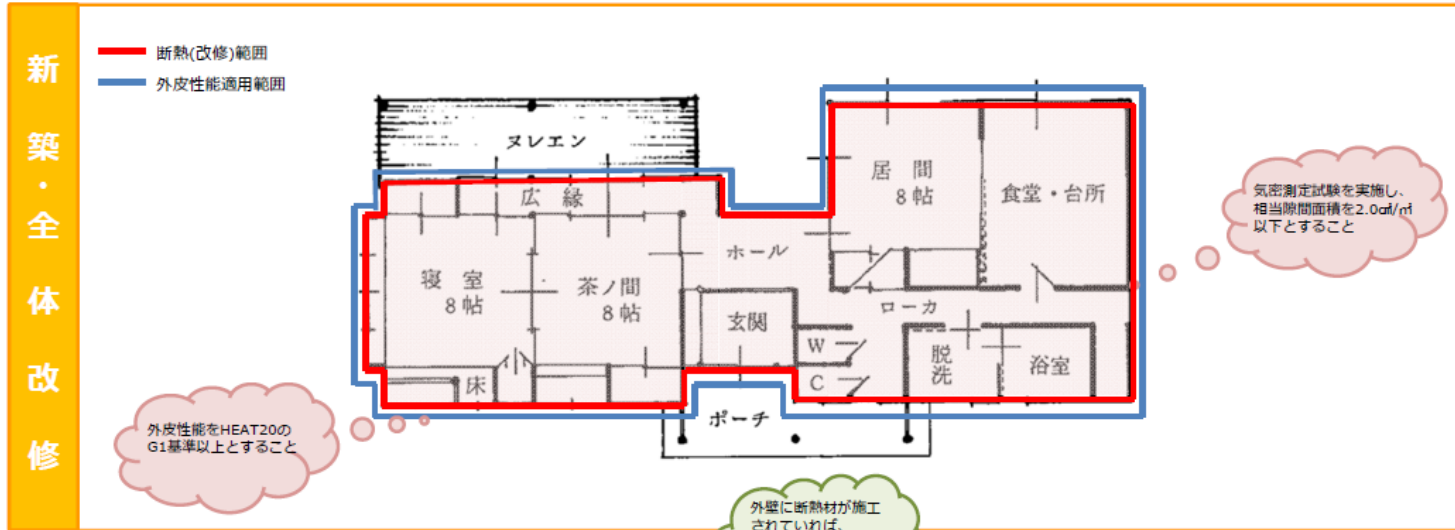 新築・全体改修
断熱(改修)範囲
外皮性能適用範囲
ヌレエン
居間
8帖
食堂・台所
広縁
ホール
寝室
8帖
茶ノ間
8帖
玄関
ローカ
W
C
脱洗
浴室
床
ポーチ
気密測定試験を実施し、
相当隙間面積を2.0㎠/㎡
以下とすること
外皮性能をHEAT20の
G1基準以上とすること
外壁に断熱材が施工
されていれば、